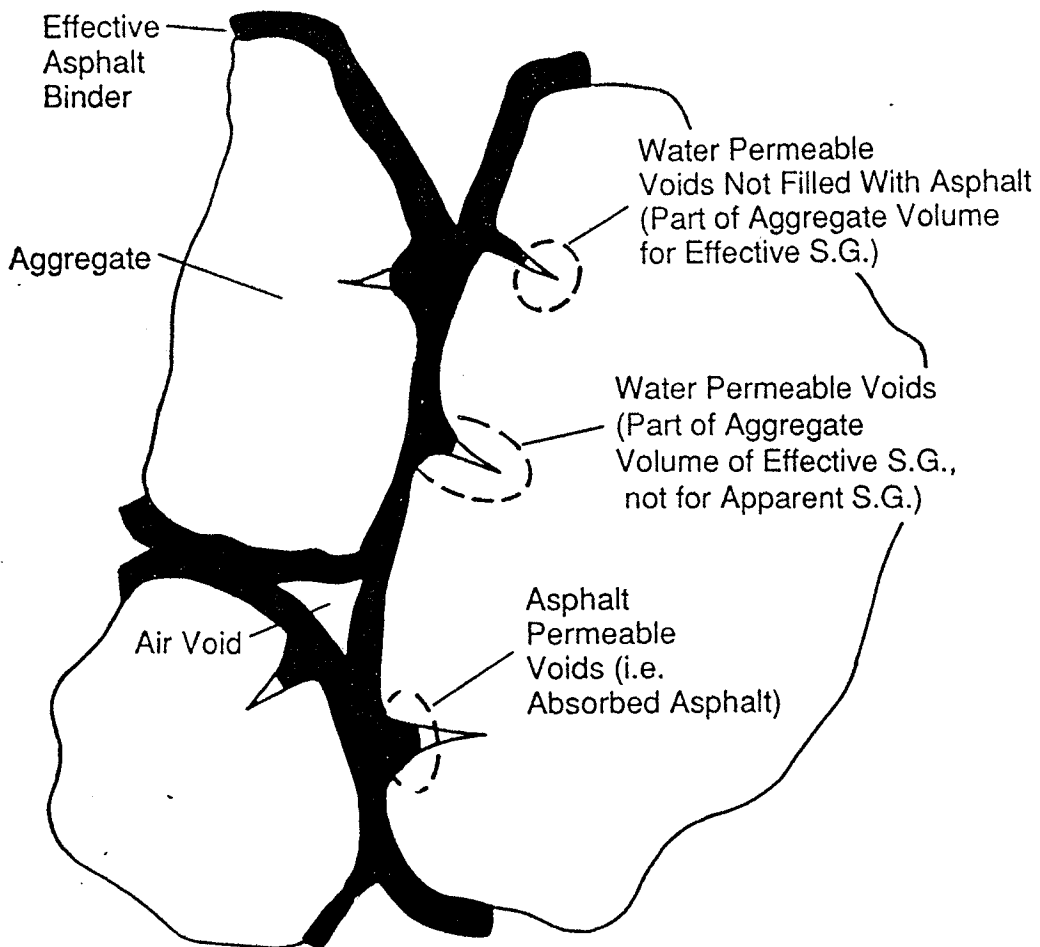 Effective
Asphalt
Binder
Water Permeable
Voids Not Filled With Asphalt
(Part of Aggregate Volume
for Effective S.G.)
Aggregate
Water Permeable Voids
(Part of Aggregate
Volume of Effective S.G.,
not for Apparent S.G.)
Asphalt
Permeable
Voids (i.e.
Absorbed Asphalt)
Air Void